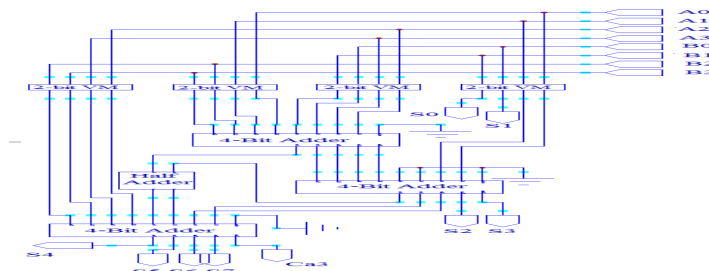 A0
A1
A2
A3
B0
B1
B2
2-bit VM
2-bit VM
2-bit VM
2-bit VM
S0
S1
4-Bit Adder
Half
Adder
4-Bit Adder
S2
S3
4-Bit Adder
S4
Ca3